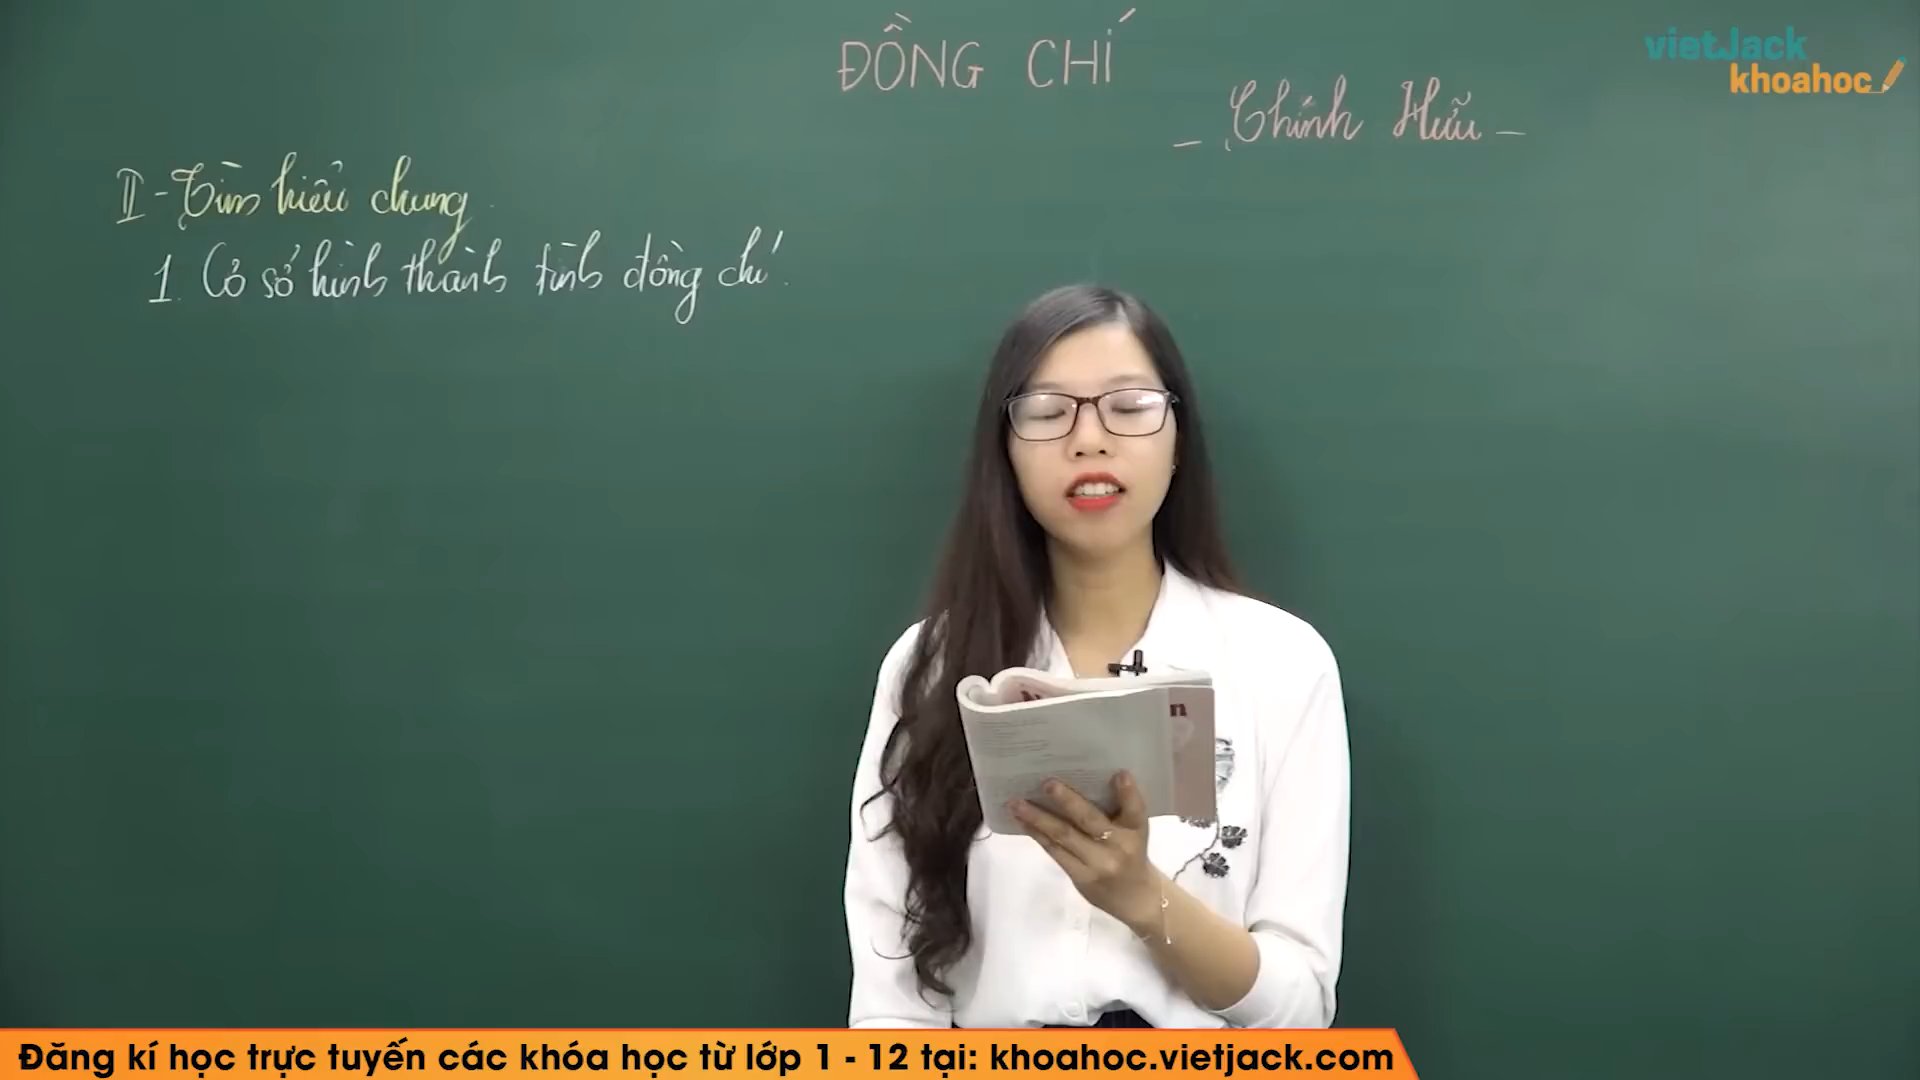 ĐỒNG CHÍ
vietJack
khoahoc
- Chính Hữu -
II - Tìm hiểu chung
1. Cơ sở hình thành tình đồng chí.
Đăng kí học trực tuyến các khóa học từ lớp 1 - 12 tại: khoahoc.vietjack.com